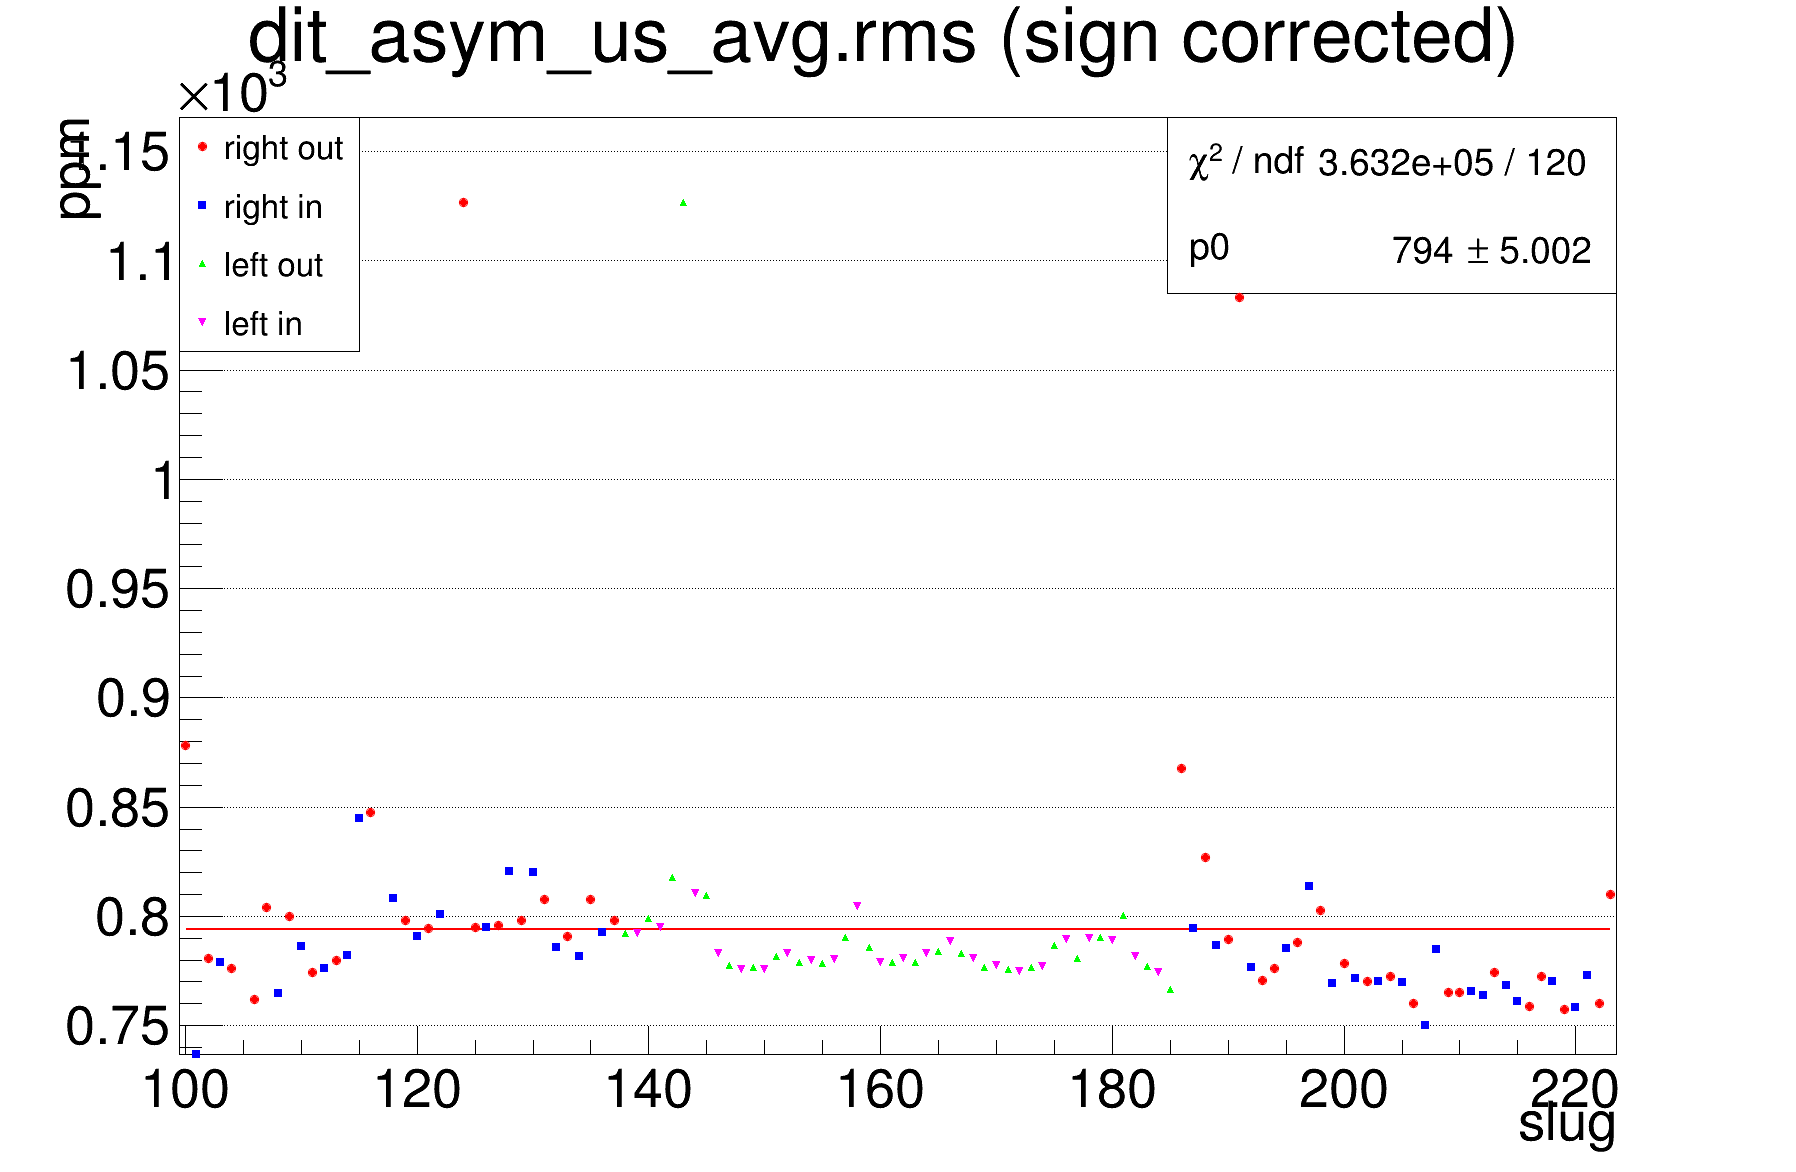 dit_asym_us_avg.rms (sign corrected)
×10³
ppm
right out
right in
left out
left in
χ² / ndf 3.632e+05 / 120
p0 794 ± 5.002
1.15
1.1
1.05
1
0.95
0.9
0.85
0.8
0.75
100 120 140 160 180 200 220
slug